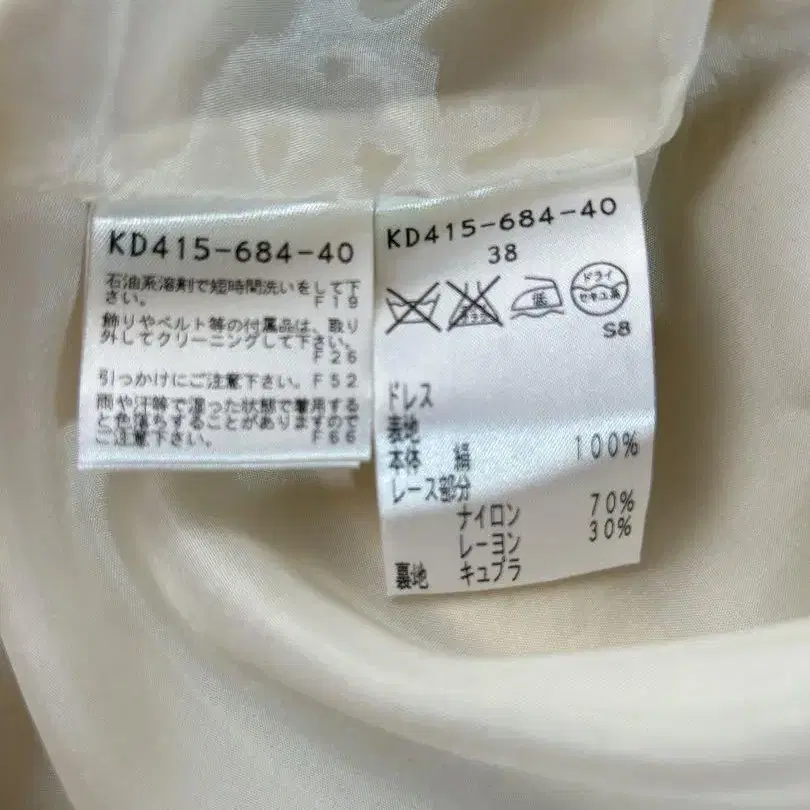 KD415-684-40
石油系溶剤で短時間洗いをして下
さい。 F19
飾りやベルト等の付属品は、取り
外してクリーニングして下さい。
F26
引っかけにご注意下さい。F52
雨や汗等で湿った状態で着用する
と色落ちすることがありますので
ご注意下さい。 F66
KD415-684-40
38
低
ドライ
セキユ系
S8
ドレス
表地
本体 絹 100%
レース部分
ナイロン 70%
レーヨン 30%
裏地 キュプラ